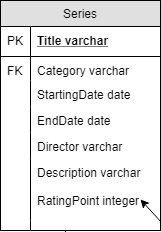 Series
PK Title varchar
FK Category varchar
StartingDate date
EndDate date
Director varchar
Description varchar
RatingPoint integer